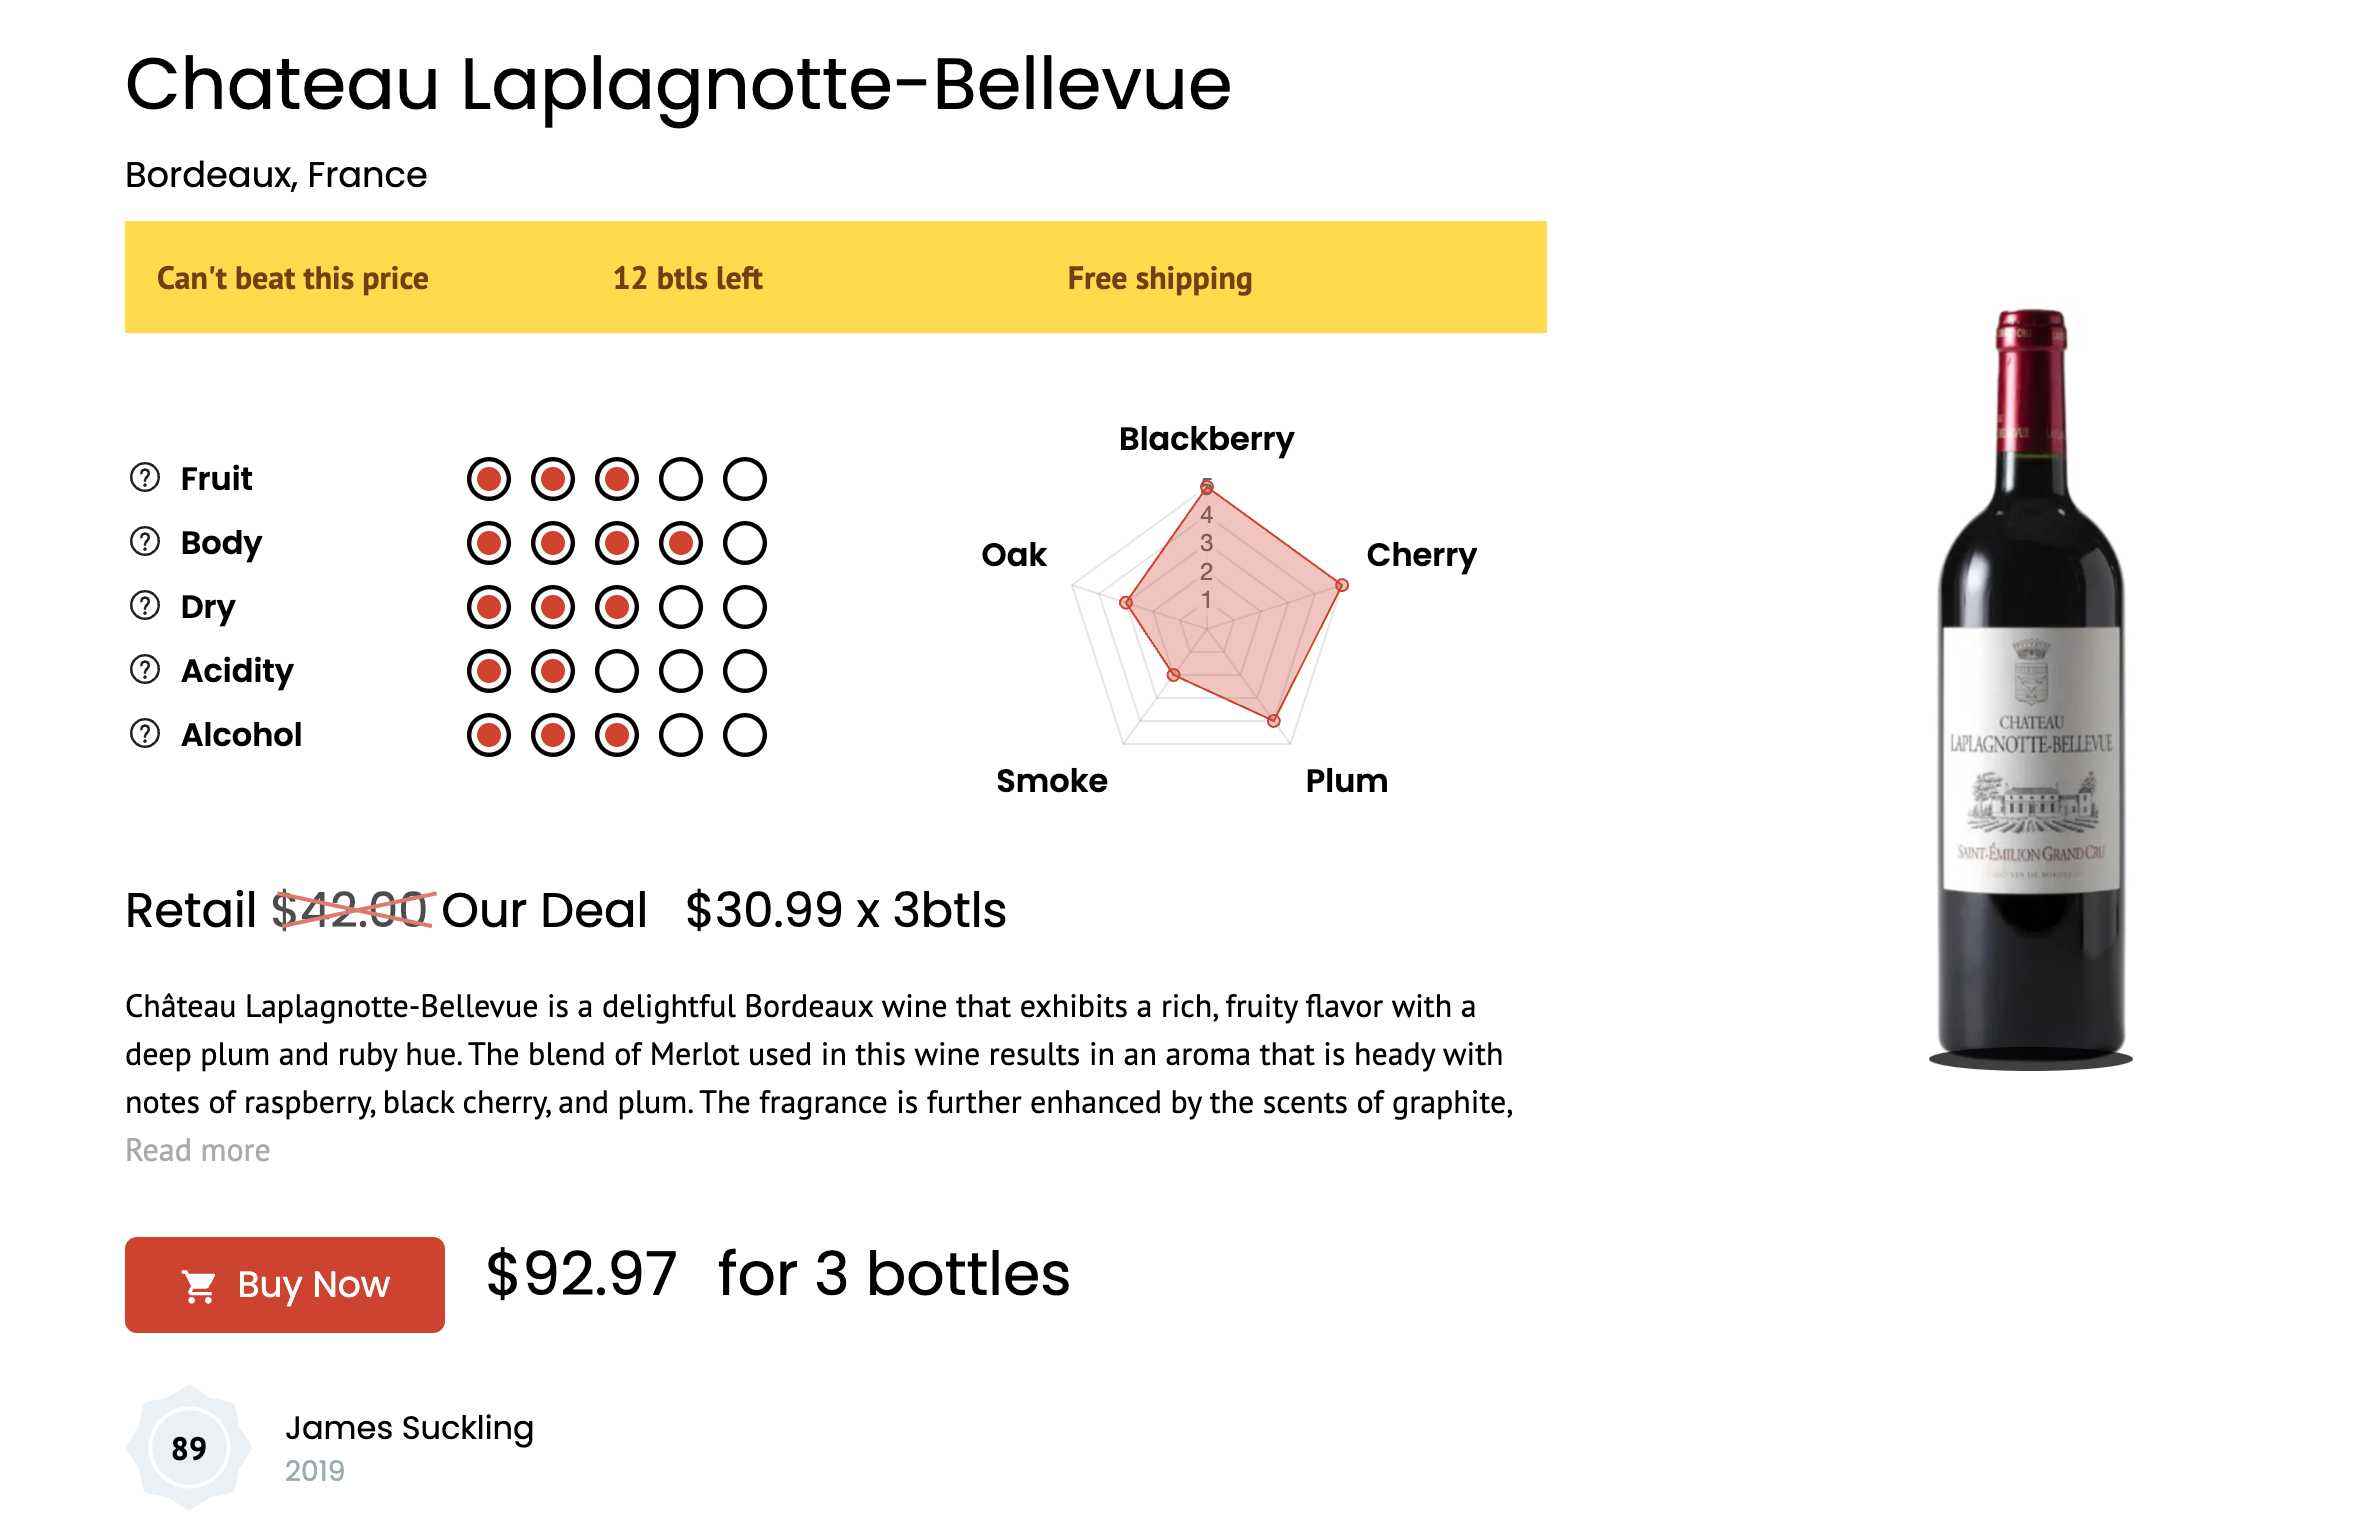 Chateau Laplagnotte-Bellevue
Bordeaux, France
Can't beat this price
12 btls left
Free shipping
? Fruit
? Body
? Dry
? Acidity
? Alcohol
Blackberry
Cherry
Plum
Smoke
Oak
5
4
3
2
1
Retail $42.00 Our Deal $30.99 x 3btls
Château Laplagnotte-Bellevue is a delightful Bordeaux wine that exhibits a rich, fruity flavor with a
deep plum and ruby hue. The blend of Merlot used in this wine results in an aroma that is heady with
notes of raspberry, black cherry, and plum. The fragrance is further enhanced by the scents of graphite,
Read more
Buy Now
$92.97 for 3 bottles
89
James Suckling
2019
CHATEAU
LAPLAGNOTTE-BELLEVUE
SAINT-ÉMILION GRAND CRU